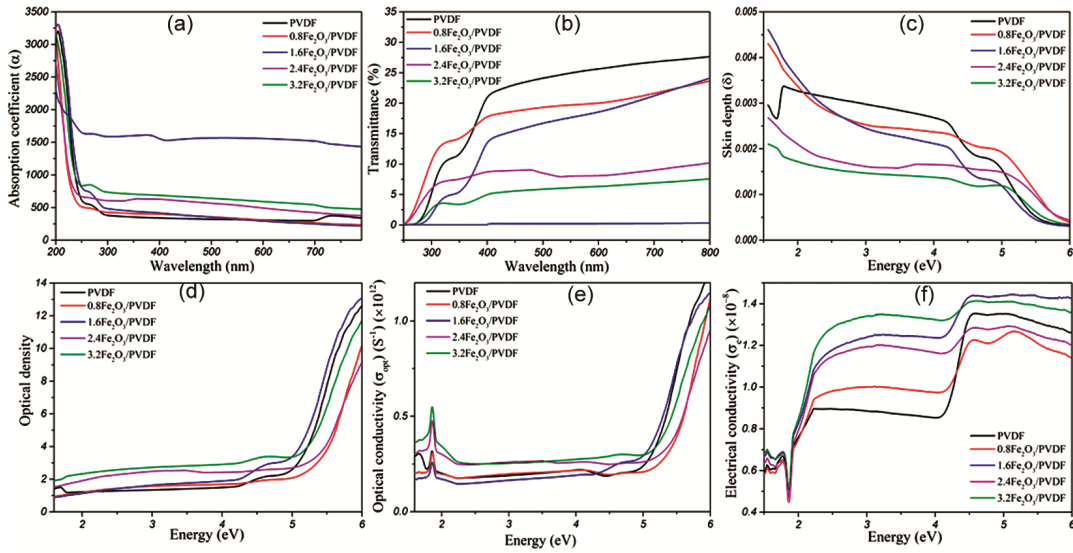 (a)
PVDF
0.8Fe₂O₃/PVDF
1.6Fe₂O₃/PVDF
2.4Fe₂O₃/PVDF
3.2Fe₂O₃/PVDF
Absorption coefficient (α)
3500
3000
2500
2000
1500
1000
500
0
200 300 400 500 600 700
Wavelength (nm)
(b)
PVDF
0.8Fe₂O₃/PVDF
1.6Fe₂O₃/PVDF
2.4Fe₂O₃/PVDF
3.2Fe₂O₃/PVDF
Transmittance (%)
35
30
25
20
15
10
5
0
300 400 500 600 700 800
Wavelength (nm)
(c)
PVDF
0.8Fe₂O₃/PVDF
1.6Fe₂O₃/PVDF
2.4Fe₂O₃/PVDF
3.2Fe₂O₃/PVDF
Skin depth (δ)
0.005
0.004
0.003
0.002
0.001
0.000
2 3 4 5 6
Energy (eV)
(d)
PVDF
0.8Fe₂O₃/PVDF
1.6Fe₂O₃/PVDF
2.4Fe₂O₃/PVDF
3.2Fe₂O₃/PVDF
Optical density
14
12
10
8
6
4
2
0
2 3 4 5 6
Energy (eV)
(e)
PVDF
0.8Fe₂O₃/PVDF
1.6Fe₂O₃/PVDF
2.4Fe₂O₃/PVDF
3.2Fe₂O₃/PVDF
Optical conductivity (σopt) (S⁻¹) (×10¹²)
1.0
0.5
0.0
2 3 4 5 6
Energy (eV)
(f)
PVDF
0.8Fe₂O₃/PVDF
1.6Fe₂O₃/PVDF
2.4Fe₂O₃/PVDF
3.2Fe₂O₃/PVDF
Electrical conductivity (σe) (×10⁻⁸)
1.6
1.4
1.2
1.0
0.8
0.6
0.4
1.5 2 3 4 5 6
Energy (eV)